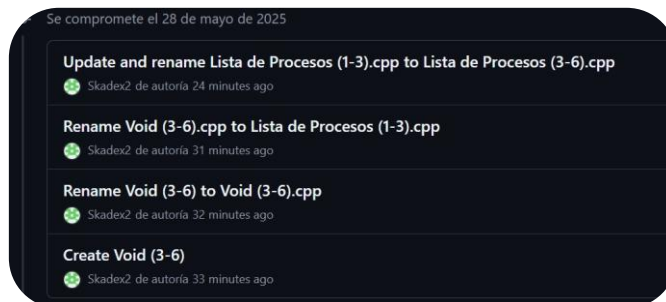 Se compromete el 28 de mayo de 2025
Update and rename Lista de Procesos (1-3).cpp to Lista de Procesos (3-6).cpp
Skadex2 de autoría 24 minutes ago
Rename Void (3-6).cpp to Lista de Procesos (1-3).cpp
Skadex2 de autoría 31 minutes ago
Rename Void (3-6) to Void (3-6).cpp
Skadex2 de autoría 32 minutes ago
Create Void (3-6)
Skadex2 de autoría 33 minutes ago